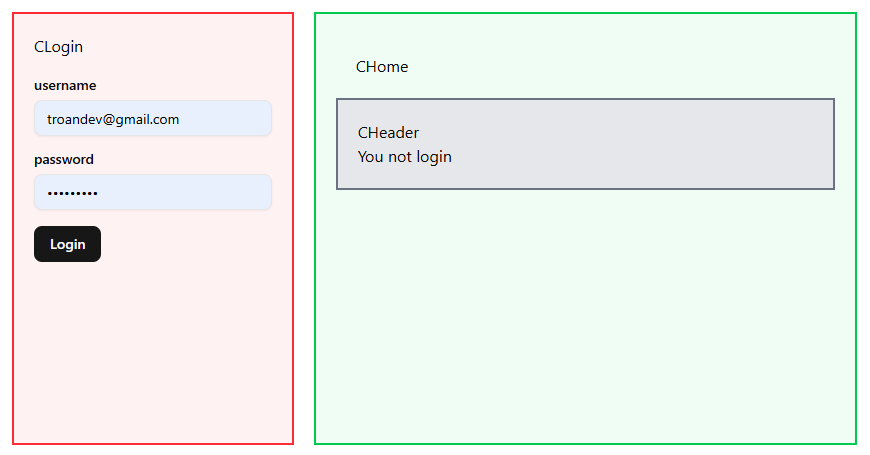 CLogin
username
troandev@gmail.com
password
•••••••••
Login
CHome
CHeader
You not login